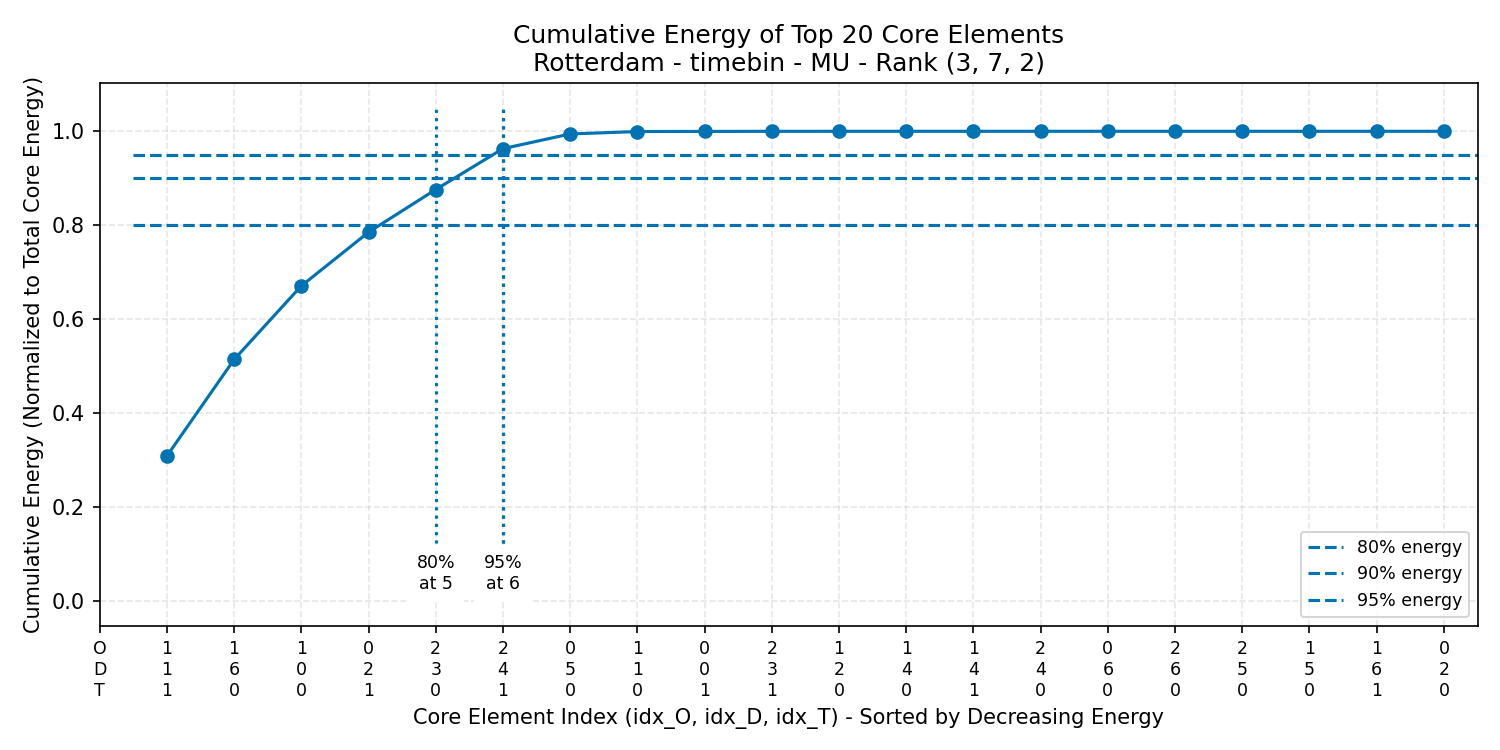 Cumulative Energy of Top 20 Core Elements
Rotterdam - timebin - MU - Rank (3, 7, 2)
Cumulative Energy (Normalized to Total Core Energy)
1.0
0.8
0.6
0.4
0.2
0.0
80% at 5
95% at 6
80% energy
90% energy
95% energy
O 1 1 1 0 2 2 0 1 0 2 1 1 1 2 0 2 2 1 1 0
D 1 6 0 2 3 4 5 1 0 3 2 4 4 4 6 6 5 5 6 2
T 1 0 0 1 0 1 0 0 1 1 0 0 1 0 0 0 0 0 1 0
Core Element Index (idx_O, idx_D, idx_T) - Sorted by Decreasing Energy